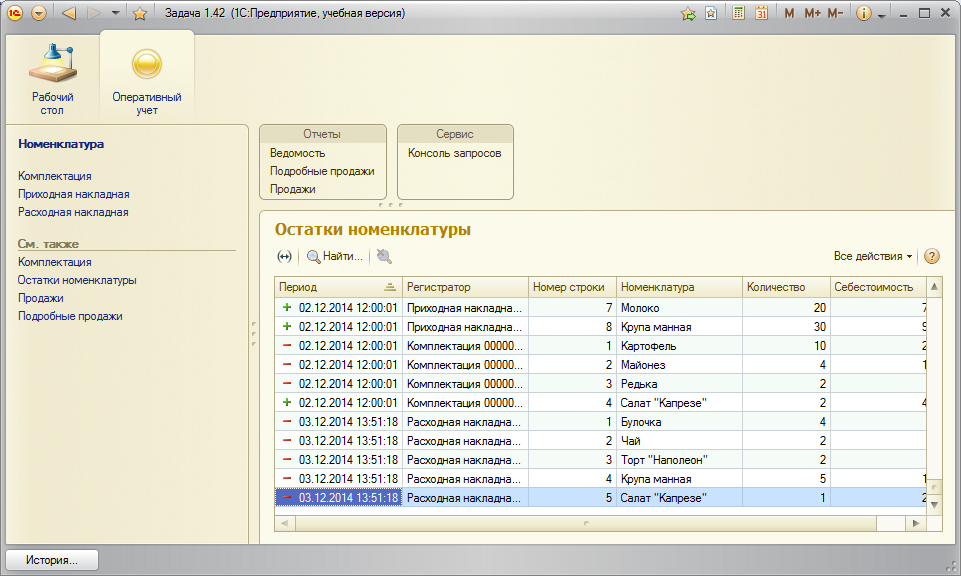 Задача 1.42 (1С:Предприятие, учебная версия)
M M+ M-
Рабочий
стол
Оперативный
учет
Номенклатура
Комплектация
Приходная накладная
Расходная накладная
См. также
Комплектация
Остатки номенклатуры
Продажи
Подробные продажи
Отчеты
Ведомость
Подробные продажи
Продажи
Сервис
Консоль запросов
Остатки номенклатуры
Найти...
Все действия
Период Регистратор Номер строки Номенклатура Количество Себестоимость
+ 02.12.2014 12:00:01 Приходная накладна... 7 Молоко 20 7
+ 02.12.2014 12:00:01 Приходная накладна... 8 Крупа манная 30 9
- 02.12.2014 12:00:01 Комплектация 00000... 1 Картофель 10 2
- 02.12.2014 12:00:01 Комплектация 00000... 2 Майонез 4 1
- 02.12.2014 12:00:01 Комплектация 00000... 3 Редька 2
+ 02.12.2014 12:00:01 Комплектация 00000... 4 Салат "Капрезе" 2 4
- 03.12.2014 13:51:18 Расходная накладна... 1 Булочка 4
- 03.12.2014 13:51:18 Расходная накладна... 2 Чай 2
- 03.12.2014 13:51:18 Расходная накладна... 3 Торт "Наполеон" 2
- 03.12.2014 13:51:18 Расходная накладна... 4 Крупа манная 5 1
- 03.12.2014 13:51:18 Расходная накладна... 5 Салат "Капрезе" 1 2
История...